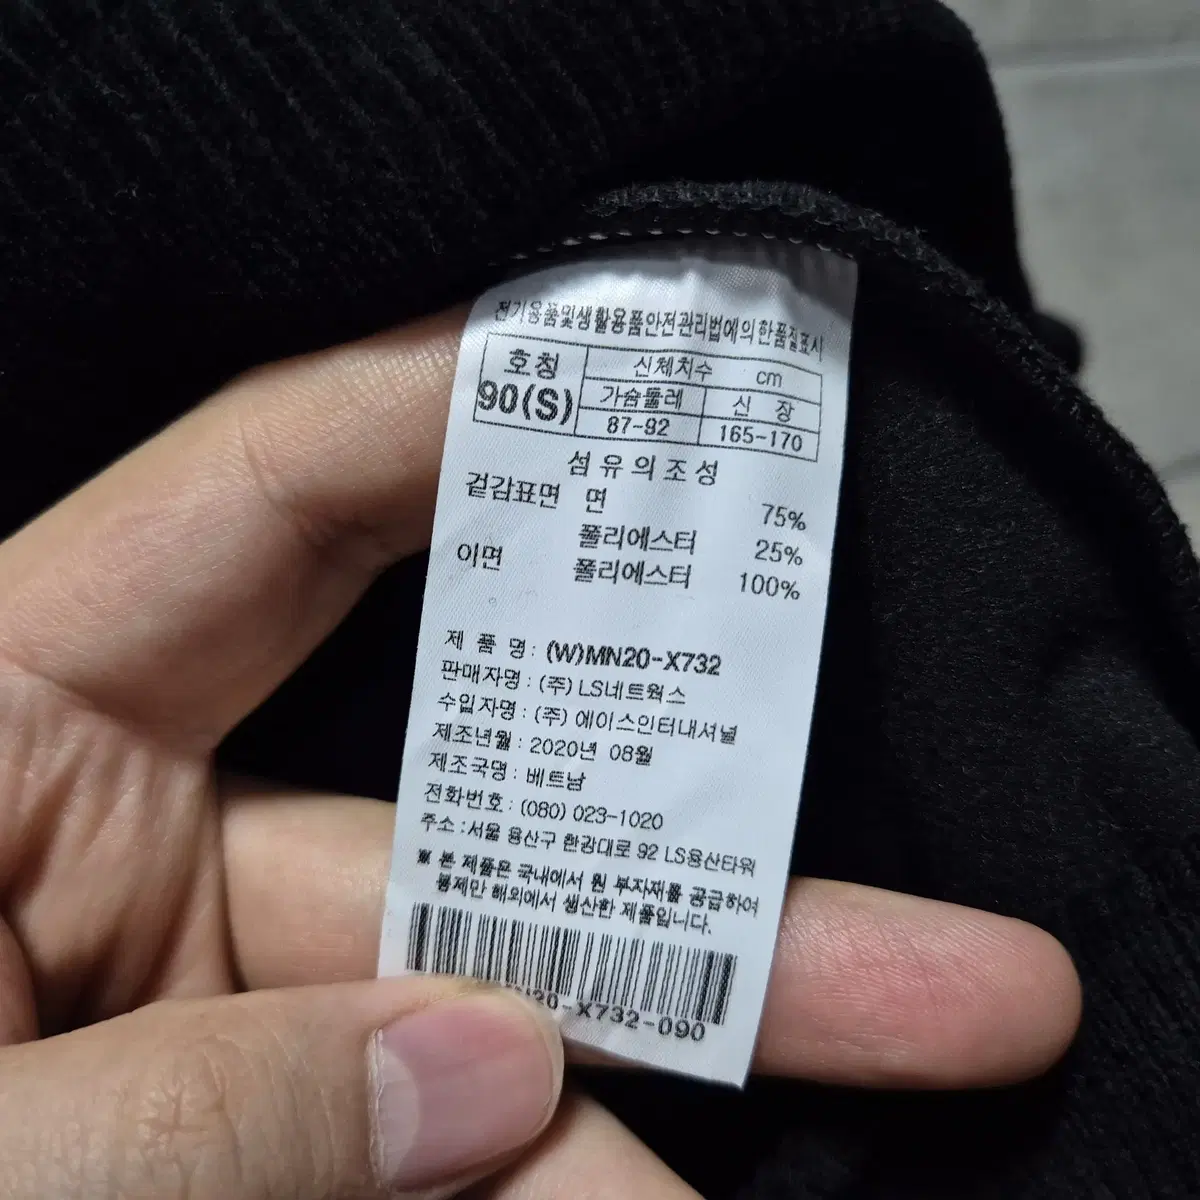 전기용품및생활용품안전관리법에의한품질표시
호칭 신체치수 cm
90(S) 가슴둘레 신 장
87-92 165-170
섬유의조성
겉감표면 면 75%
폴리에스터 25%
이면 폴리에스터 100%
제 품 명 : (W)MN20-X732
판매자명 : (주) LS네트웍스
수입자명 : (주) 에이스인터내셔널
제조년월 : 2020년 08월
제조국명 : 베트남
전화번호 : (080) 023-1020
주소 : 서울 용산구 한강대로 92 LS용산타워
※ 본 제품은 국내에서 원 부자재를 공급하여
봉제만 해외에서 생산한 제품입니다.
MN20-X732-090